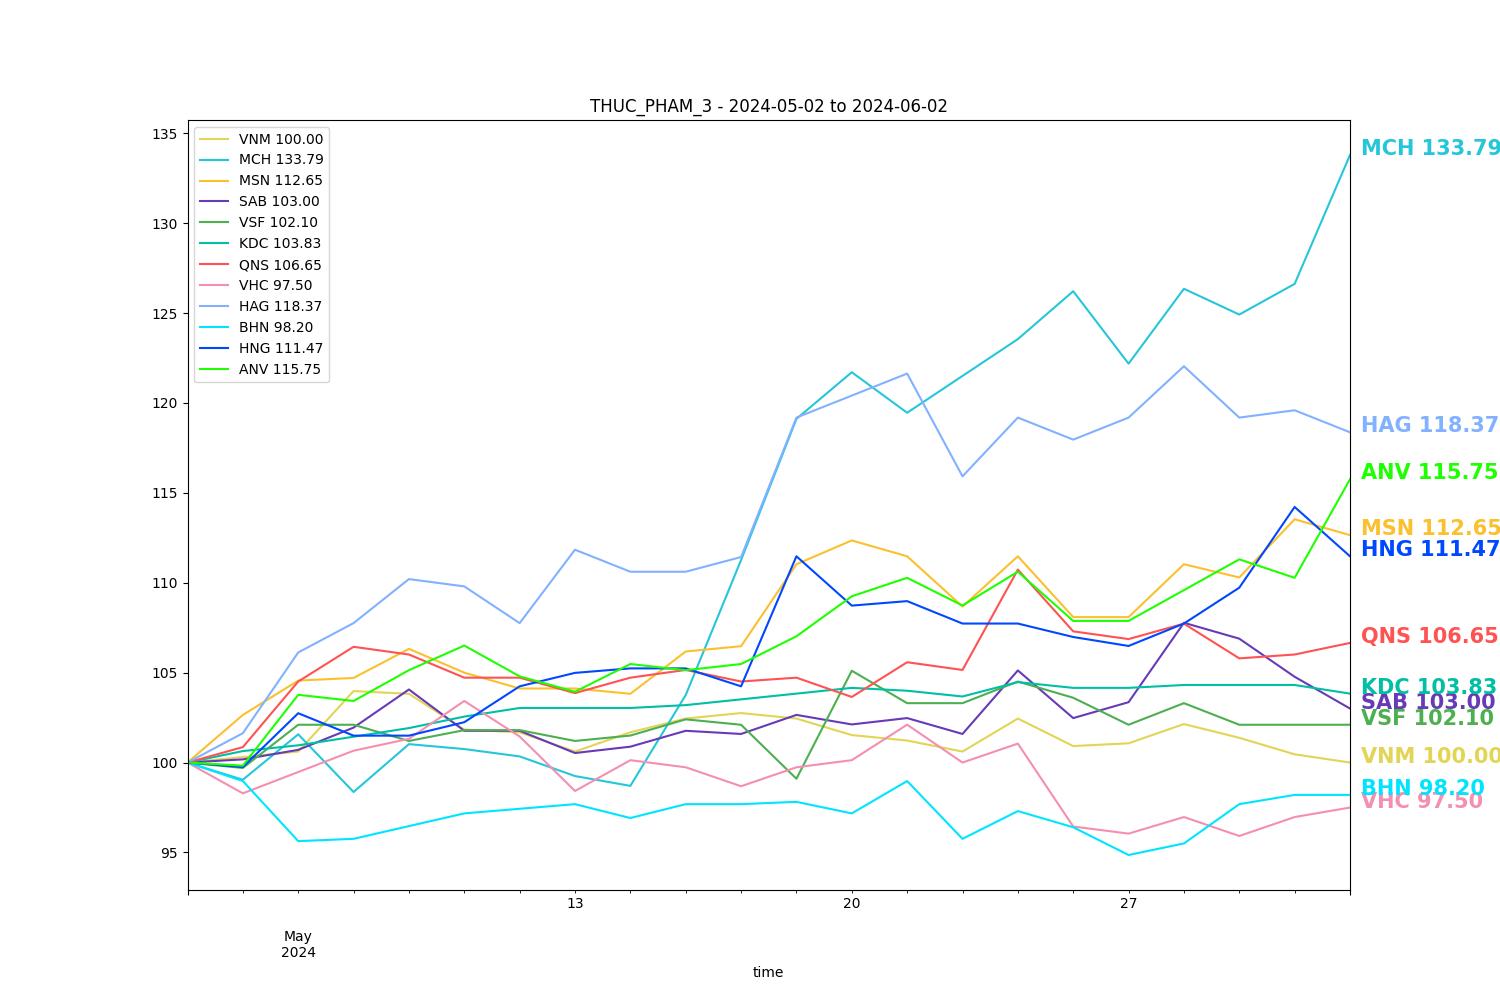 THUC_PHAM_3 - 2024-05-02 to 2024-06-02
135
130
125
120
115
110
105
100
95
VNM 100.00
MCH 133.79
MSN 112.65
SAB 103.00
VSF 102.10
KDC 103.83
QNS 106.65
VHC 97.50
HAG 118.37
BHN 98.20
HNG 111.47
ANV 115.75
MCH 133.79
HAG 118.37
ANV 115.75
MSN 112.65
HNG 111.47
QNS 106.65
KDC 103.83
SAB 103.00
VSF 102.10
VNM 100.00
BHN 98.20
VHC 97.50
13
20
27
May
2024
time